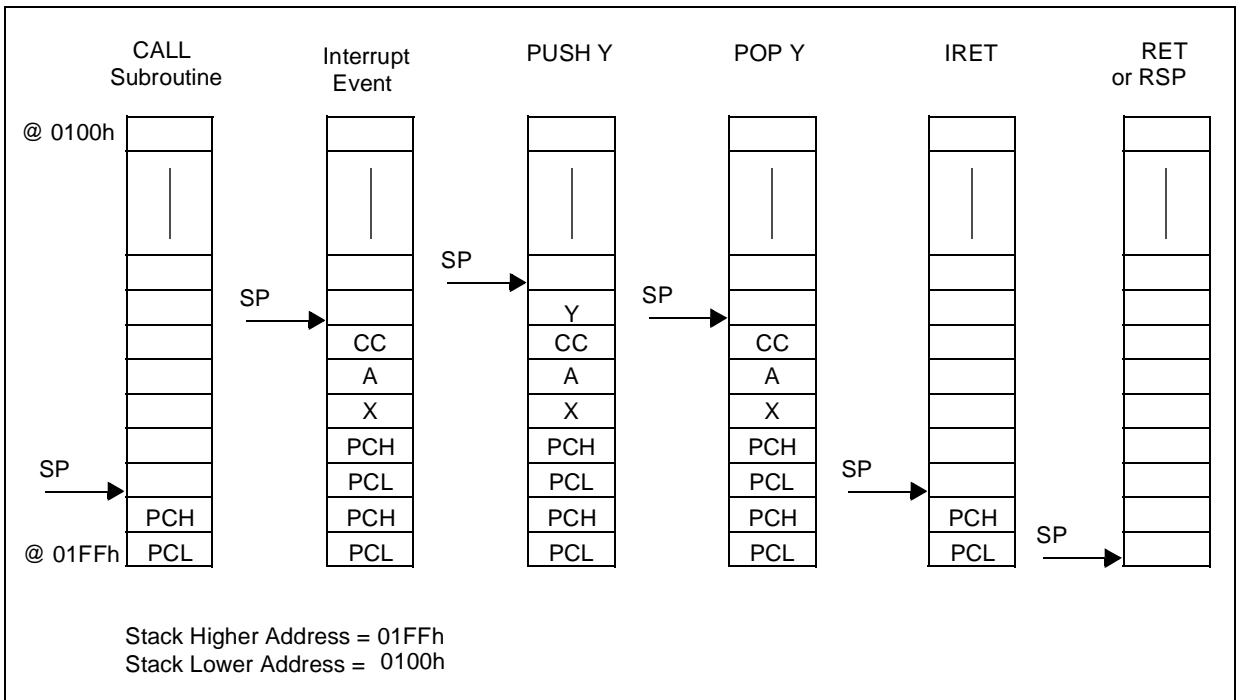 CALL
Subroutine
Interrupt
Event
PUSH Y
POP Y
IRET
RET
or RSP
@ 0100h
SP
SP
SP
Y
CC
CC
CC
A
A
A
X
X
X
PCH
PCH
PCH
SP
SP
PCL
PCL
PCL
PCH
PCH
PCH
PCH
PCH
SP
@ 01FFh
PCL
PCL
PCL
PCL
PCL
Stack Higher Address = 01FFh
Stack Lower Address = 0100h